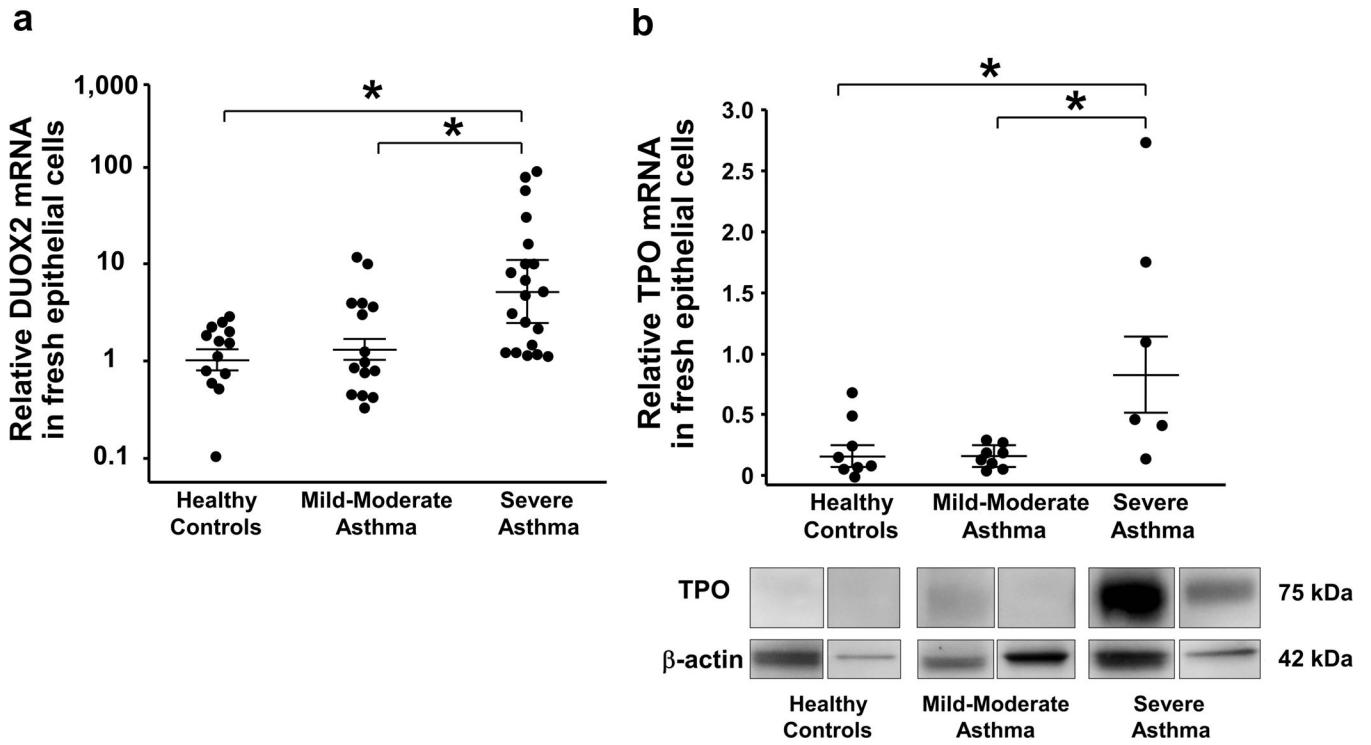 a
Relative DUOX2 mRNA
in fresh epithelial cells
1,000
100
10
1
0.1
*
*
Healthy
Controls
Mild-Moderate
Asthma
Severe
Asthma
b
Relative TPO mRNA
in fresh epithelial cells
3.0
2.5
2.0
1.5
1.0
0.5
0
*
*
Healthy
Controls
Mild-Moderate
Asthma
Severe
Asthma
TPO
75 kDa
β-actin
42 kDa
Healthy
Controls
Mild-Moderate
Asthma
Severe
Asthma